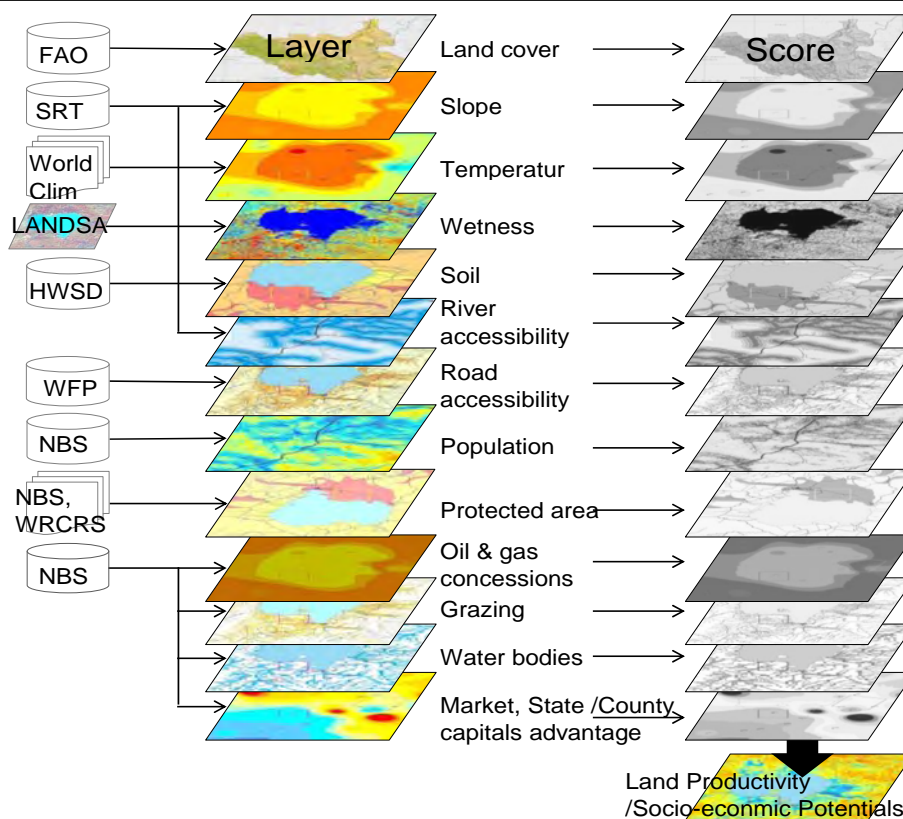 FAO
Layer
Land cover
Score
SRT
Slope
World
Clim
Temperatur
LANDSA
Wetness
HWSD
Soil
River
accessibility
WFP
Road
accessibility
NBS
Population
NBS,
WRCRS
Protected area
NBS
Oil & gas
concessions
Grazing
Water bodies
Market, State /County
capitals advantage
Land Productivity
/Socio-econmic Potentials